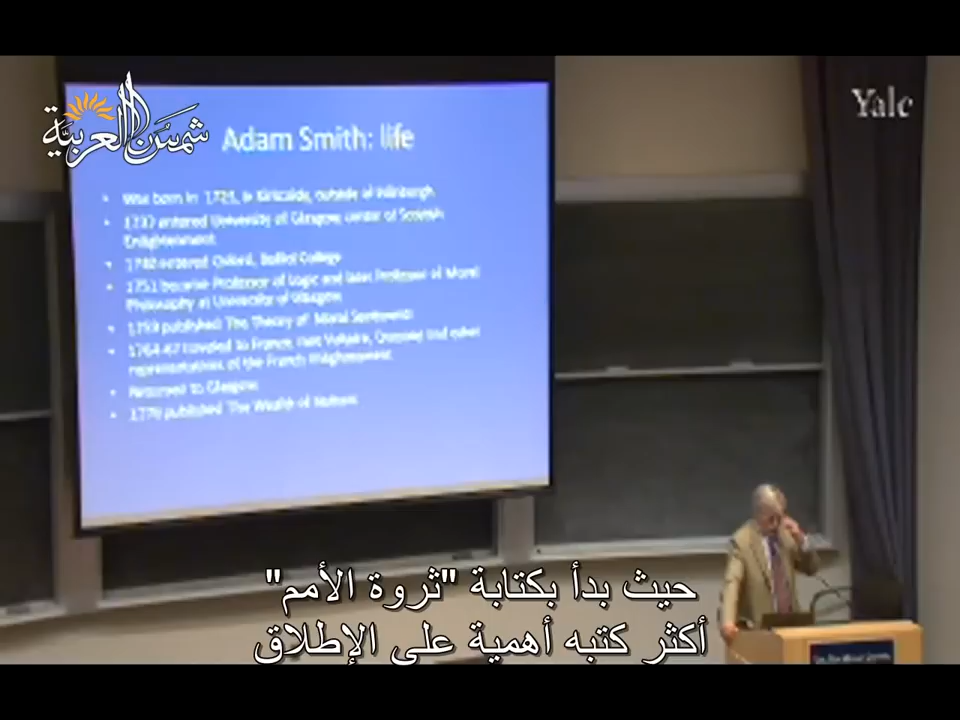 شمس العربية
Yale
Adam Smith: life
Was born in 1723, in Kirkcaldy, outside of Edinburgh
1737 entered University of Glasgow, center of Scottish
Enlightenment
1740 entered Oxford, Balliol College
1751 became Professor of Logic and later Professor of Moral
Philosophy at University of Glasgow
1759 published The Theory of Moral Sentiments
1764-67 traveled to France, met Voltaire, Quesnay and other
representatives of the French Enlightenment
Returned to Glasgow
1776 published The Wealth of Nations
حيث بدأ بكتابة "ثروة الأمم"
أكثر كتبه أهمية على الإطلاق